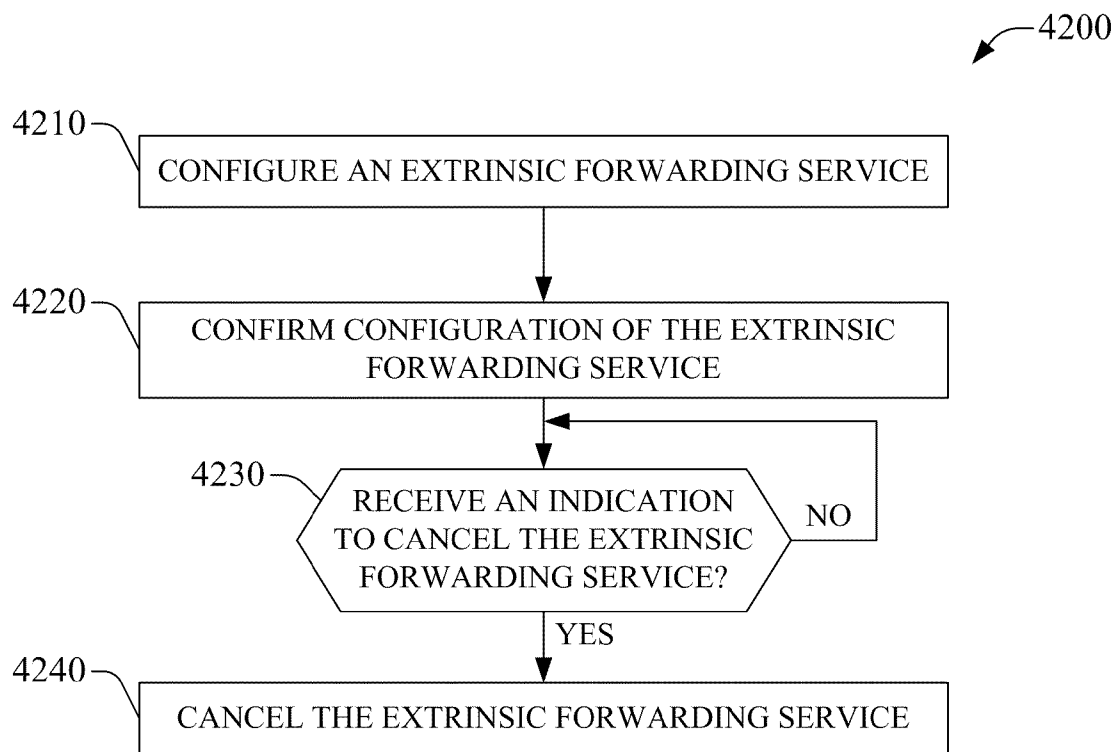 4200
4210
CONFIGURE AN EXTRINSIC FORWARDING SERVICE
4220
CONFIRM CONFIGURATION OF THE EXTRINSIC
FORWARDING SERVICE
4230
RECEIVE AN INDICATION
TO CANCEL THE EXTRINSIC
FORWARDING SERVICE?
NO
YES
4240
CANCEL THE EXTRINSIC FORWARDING SERVICE